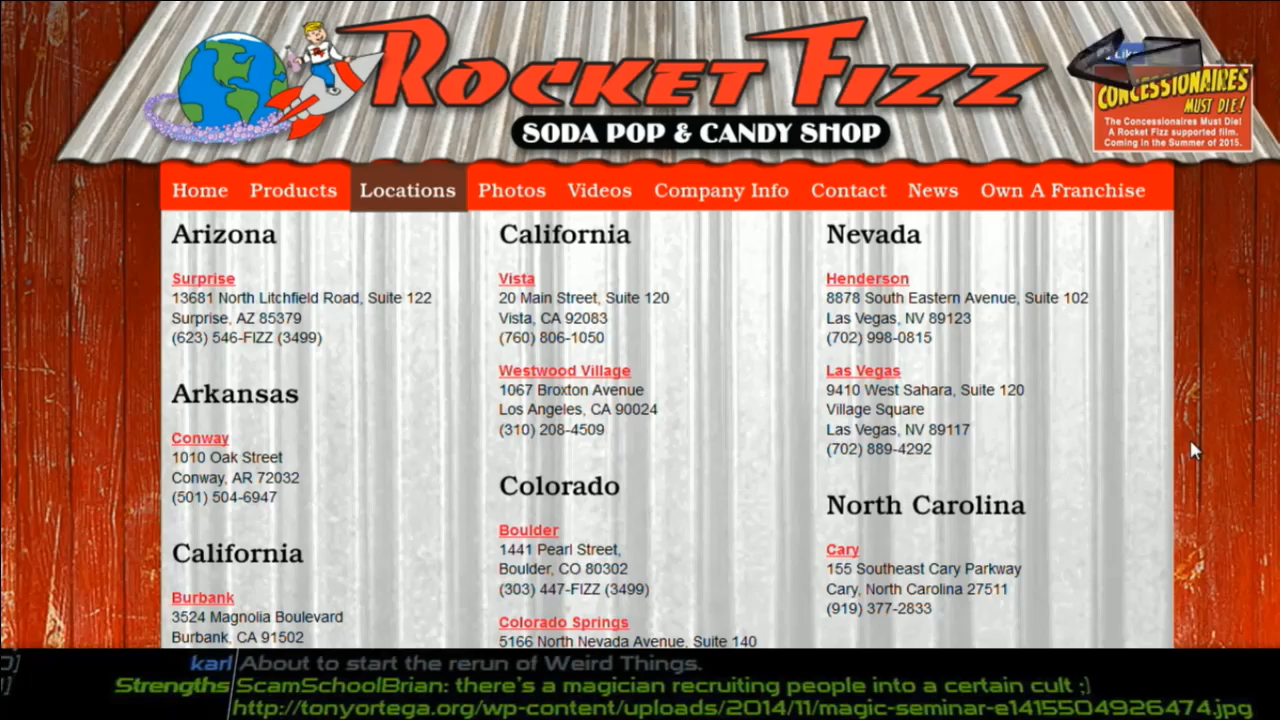 ROCKET FIZZ
SODA POP & CANDY SHOP
Like
CONCESSIONAIRES
MUST DIE!
The Concessionaires Must Die!
A Rocket Fizz supported film.
Coming in the Summer of 2015.
Home Products Locations Photos Videos Company Info Contact News Own A Franchise
Arizona
Surprise
13681 North Litchfield Road, Suite 122
Surprise, AZ 85379
(623) 546-FIZZ (3499)
Arkansas
Conway
1010 Oak Street
Conway, AR 72032
(501) 504-6947
California
Burbank
3524 Magnolia Boulevard
Burbank, CA 91502
California
Vista
20 Main Street, Suite 120
Vista, CA 92083
(760) 806-1050
Westwood Village
1067 Broxton Avenue
Los Angeles, CA 90024
(310) 208-4509
Colorado
Boulder
1441 Pearl Street,
Boulder, CO 80302
(303) 447-FIZZ (3499)
Colorado Springs
5166 North Nevada Avenue, Suite 140
Nevada
Henderson
8878 South Eastern Avenue, Suite 102
Las Vegas, NV 89123
(702) 998-0815
Las Vegas
9410 West Sahara, Suite 120
Village Square
Las Vegas, NV 89117
(702) 889-4292
North Carolina
Cary
155 Southeast Cary Parkway
Cary, North Carolina 27511
(919) 377-2833
karl About to start the rerun of Weird Things.
Strengths ScamSchoolBrian: there's a magician recruiting people into a certain cult ;)
http://tonyortega.org/wp-content/uploads/2014/11/magic-seminar-e1415504926474.jpg